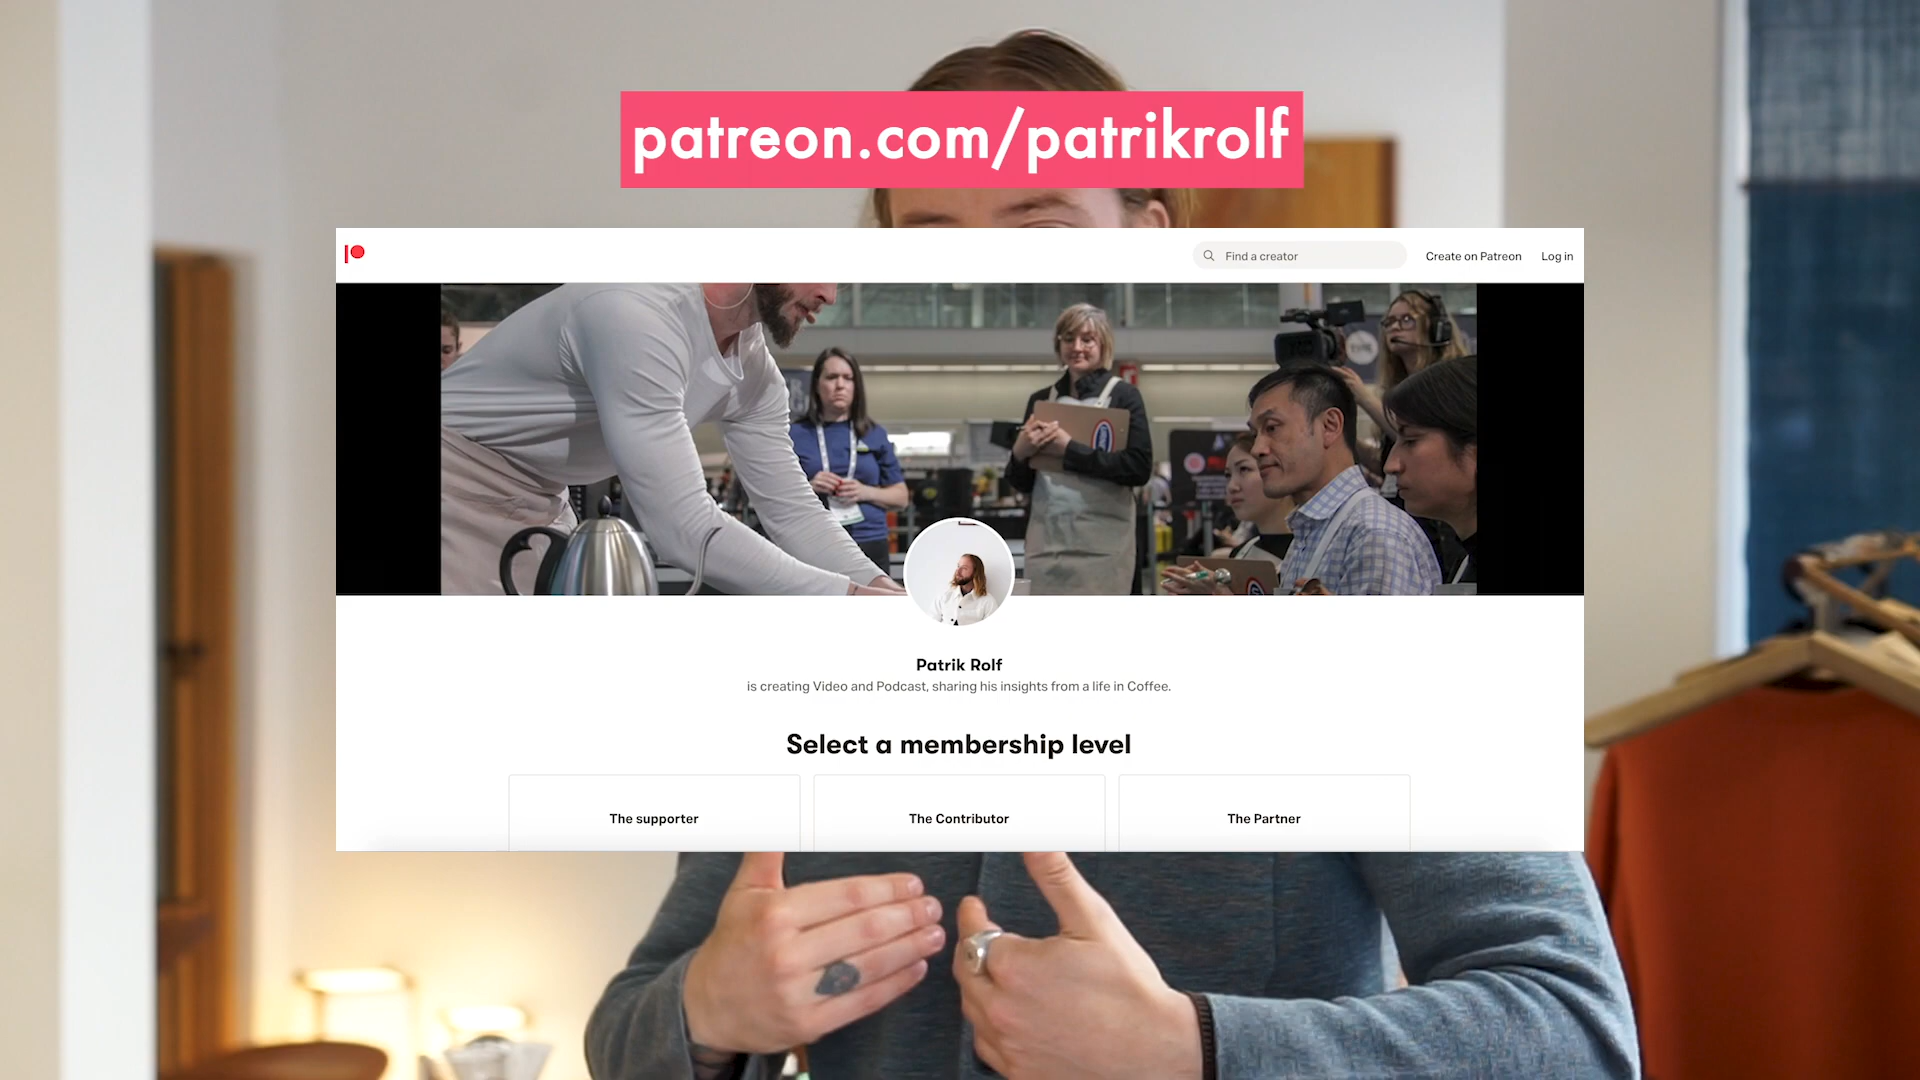 patreon.com/patrikrolf
Find a creator
Create on Patreon
Log in
Patrik Rolf
is creating Video and Podcast, sharing his insights from a life in Coffee.
Select a membership level
The supporter
The Contributor
The Partner